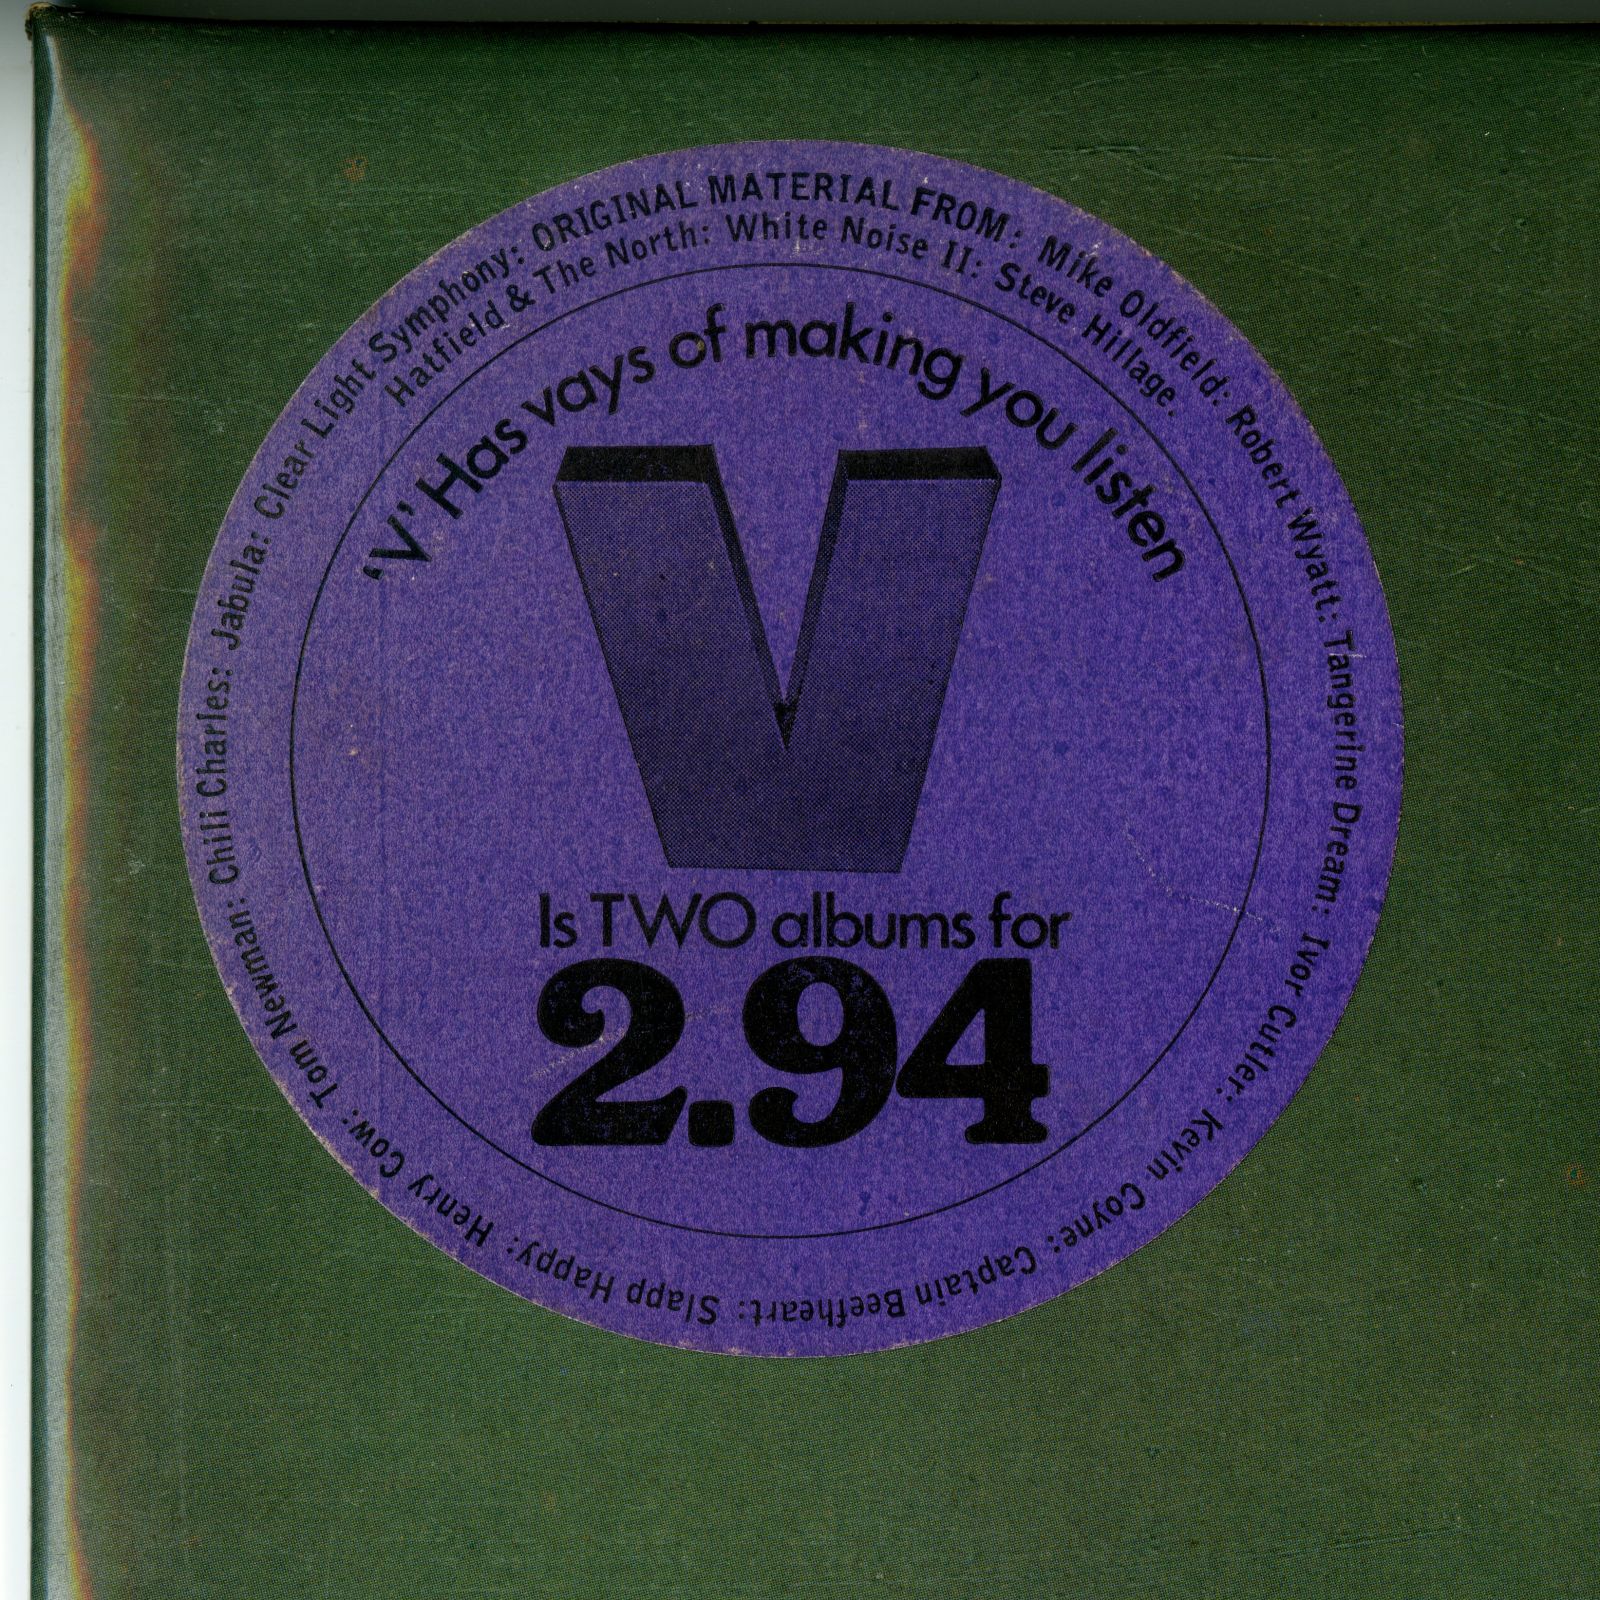 ORIGINAL MATERIAL FROM: Mike Oldfield: Robert Wyatt: Tangerine Dream: Ivor Cutler: Kevin Coyne: Captain Beefheart: Slapp Happy: Henry Cow: Tom Newman: Chili Charles: Jabula: Clear Light Symphony:
Hatfield & The North: White Noise II: Steve Hillage.
'V' Has vays of making you listen
V
Is TWO albums for
2.94